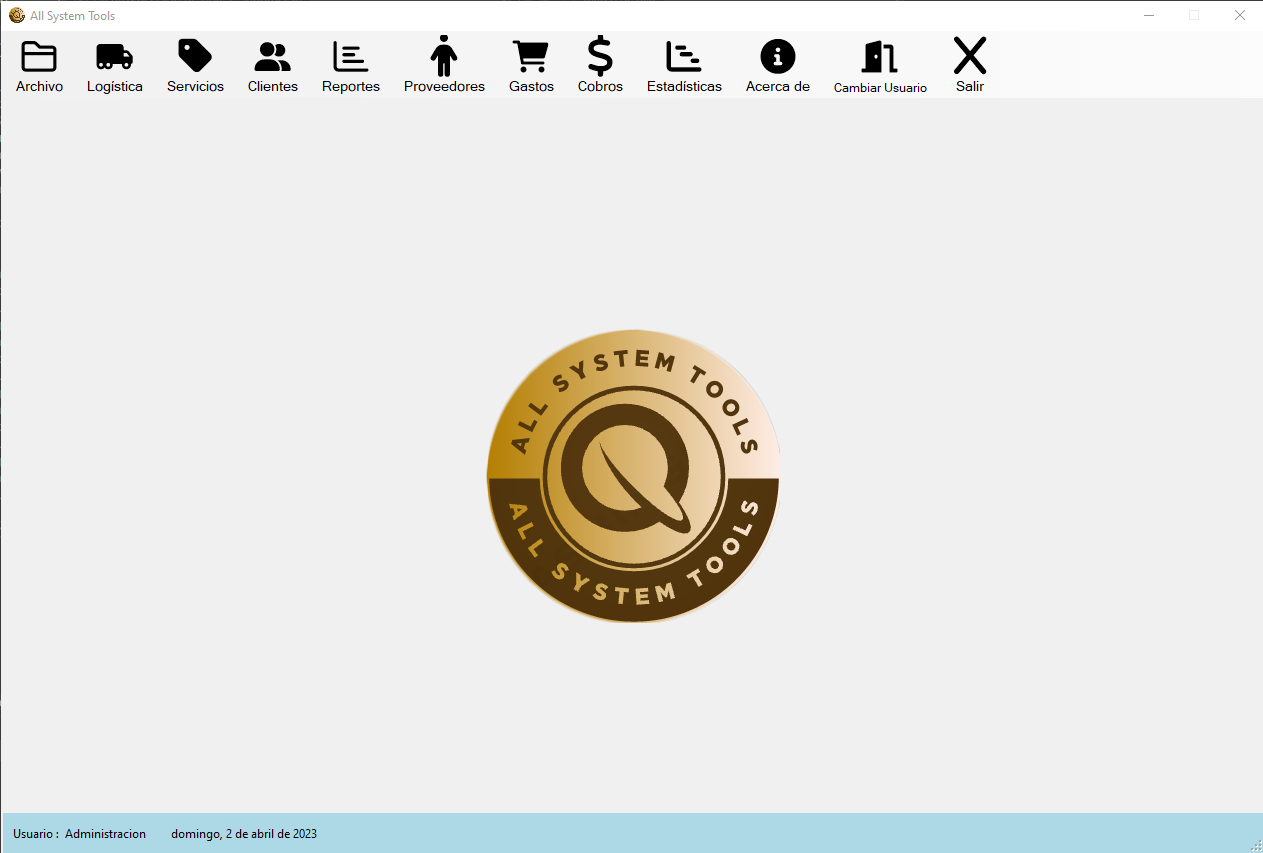 All System Tools
Archivo Logística Servicios Clientes Reportes Proveedores Gastos Cobros Estadísticas Acerca de Cambiar Usuario Salir
ALL SYSTEM TOOLS
ALL SYSTEM TOOLS
Usuario : Administracion domingo, 2 de abril de 2023